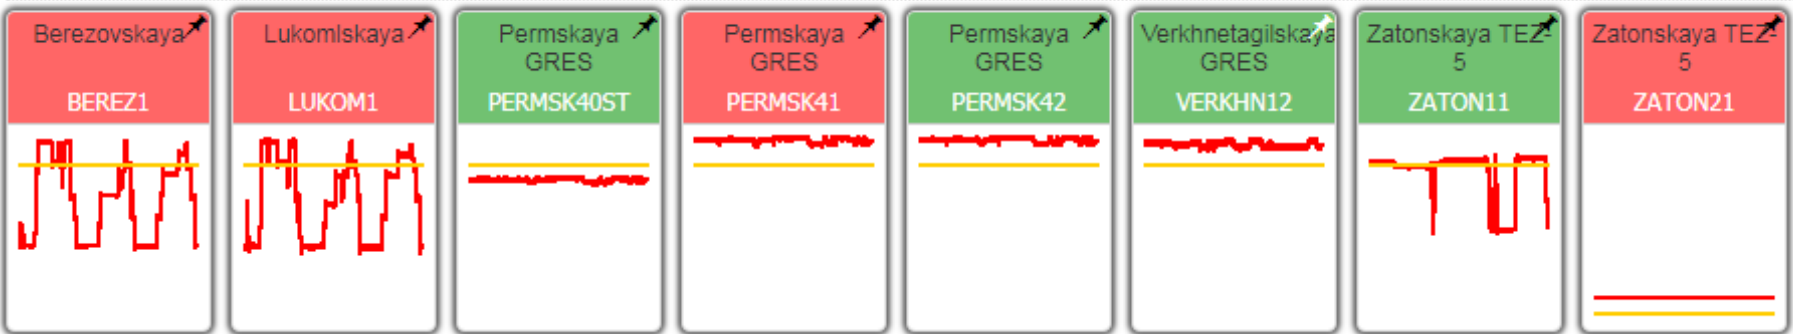 Berezovskaya
BEREZ1
Lukomlskaya
LUKOM1
Permskaya
GRES
PERMSK40ST
Permskaya
GRES
PERMSK41
Permskaya
GRES
PERMSK42
Verkhnetagilskaya
GRES
VERKHN12
Zatonskaya TEZ-
5
ZATON11
Zatonskaya TEZ-
5
ZATON21